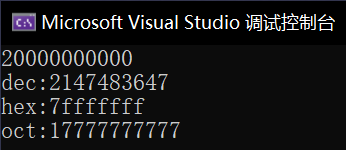 Microsoft Visual Studio 调试控制台
20000000000
dec:2147483647
hex:7fffffff
oct:17777777777